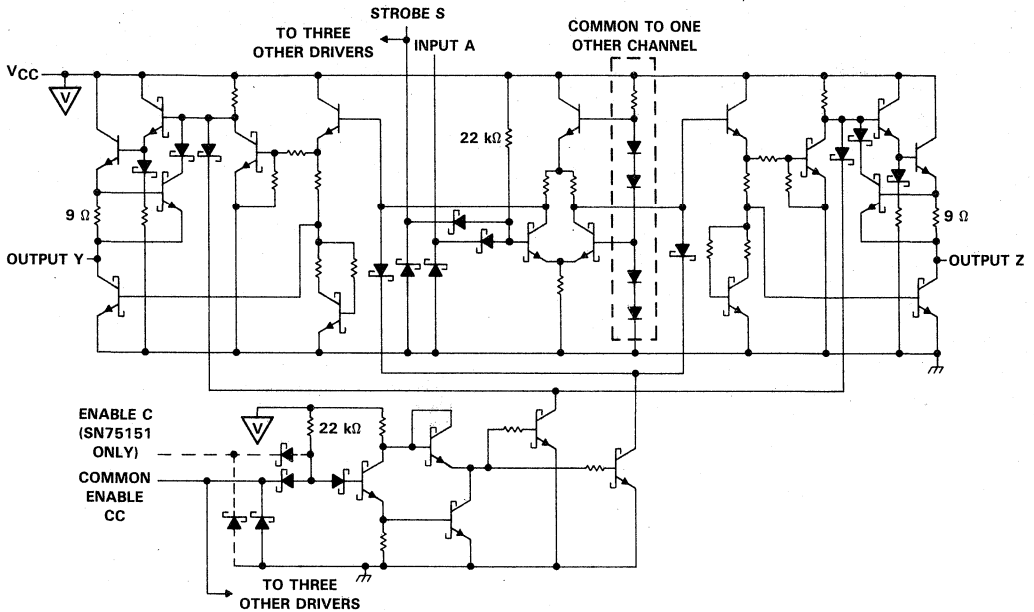 STROBE S
TO THREE
OTHER DRIVERS
INPUT A
COMMON TO ONE
OTHER CHANNEL
VCC
V
22 kΩ
9 Ω
9 Ω
OUTPUT Y
OUTPUT Z
ENABLE C
(SN75151
ONLY)
V
22 kΩ
COMMON
ENABLE
CC
TO THREE
OTHER DRIVERS